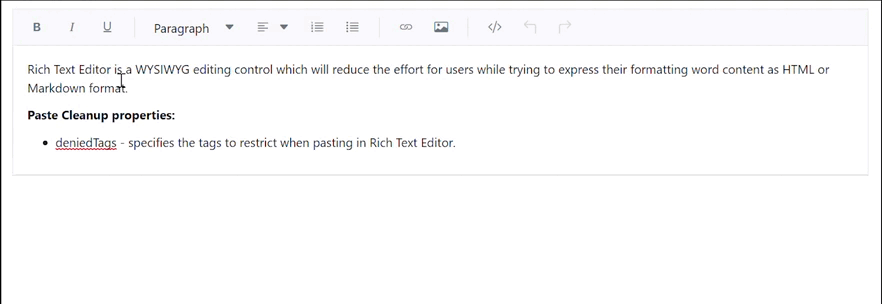 B I U Paragraph
Rich Text Editor is a WYSIWYG editing control which will reduce the effort for users while trying to express their formatting word content as HTML or
Markdown format.
Paste Cleanup properties:
• deniedTags - specifies the tags to restrict when pasting in Rich Text Editor.